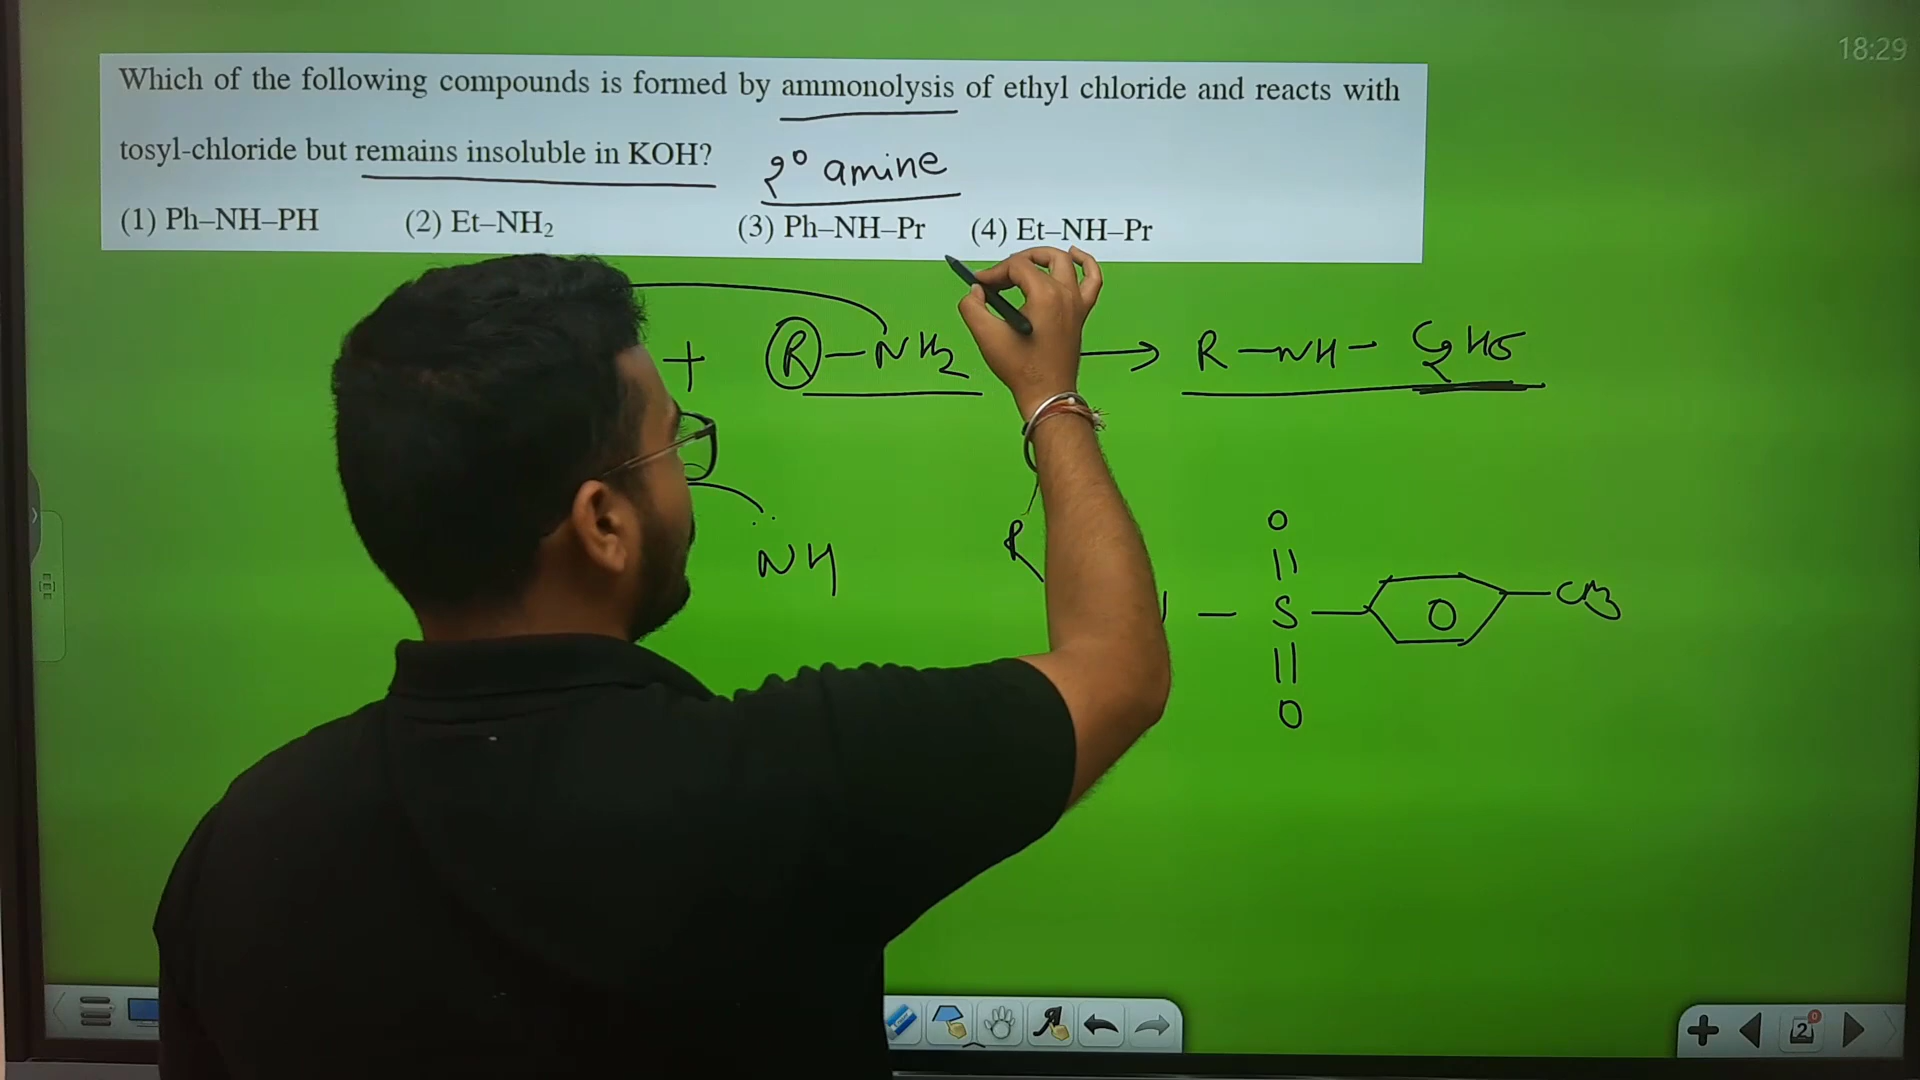 18:29
Which of the following compounds is formed by ammonolysis of ethyl chloride and reacts with
tosyl-chloride but remains insoluble in KOH?
2° amine
(1) Ph–NH–PH (2) Et–NH₂ (3) Ph–NH–Pr (4) Et–NH–Pr
+ R–NH₂ → R–NH–C₂H₅
NH
R
O
||
– S – O – CH₃
||
O
2
0